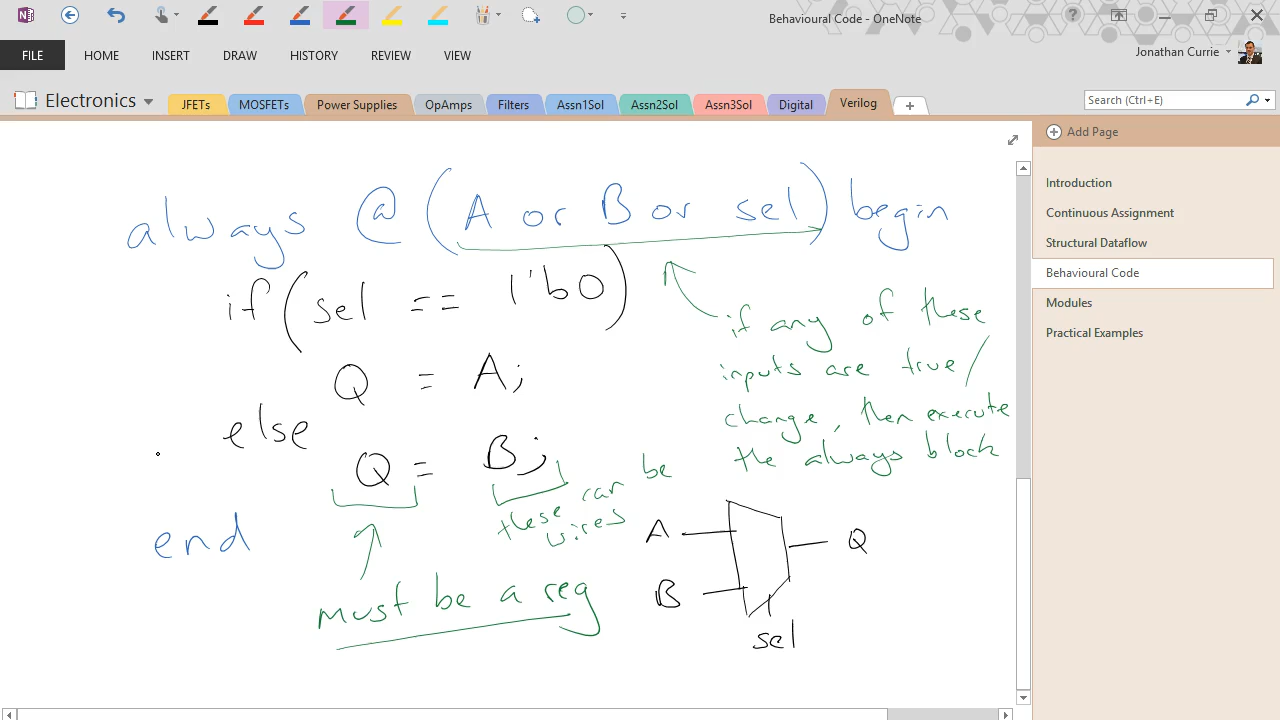 Behavioural Code - OneNote
?
Jonathan Currie
FILE HOME INSERT DRAW HISTORY REVIEW VIEW
Electronics
JFETs MOSFETs Power Supplies OpAmps Filters Assn1Sol Assn2Sol Assn3Sol Digital Verilog +
Search (Ctrl+E)
Add Page
Introduction
Continuous Assignment
Structural Dataflow
Behavioural Code
Modules
Practical Examples
always @ (A or B or sel) begin
if (sel == 1'b0)
Q = A;
else
Q = B;
end
if any of these
inputs are true/
change, then execute
the always block
these can be
wires
must be a reg
A
B
Q
sel